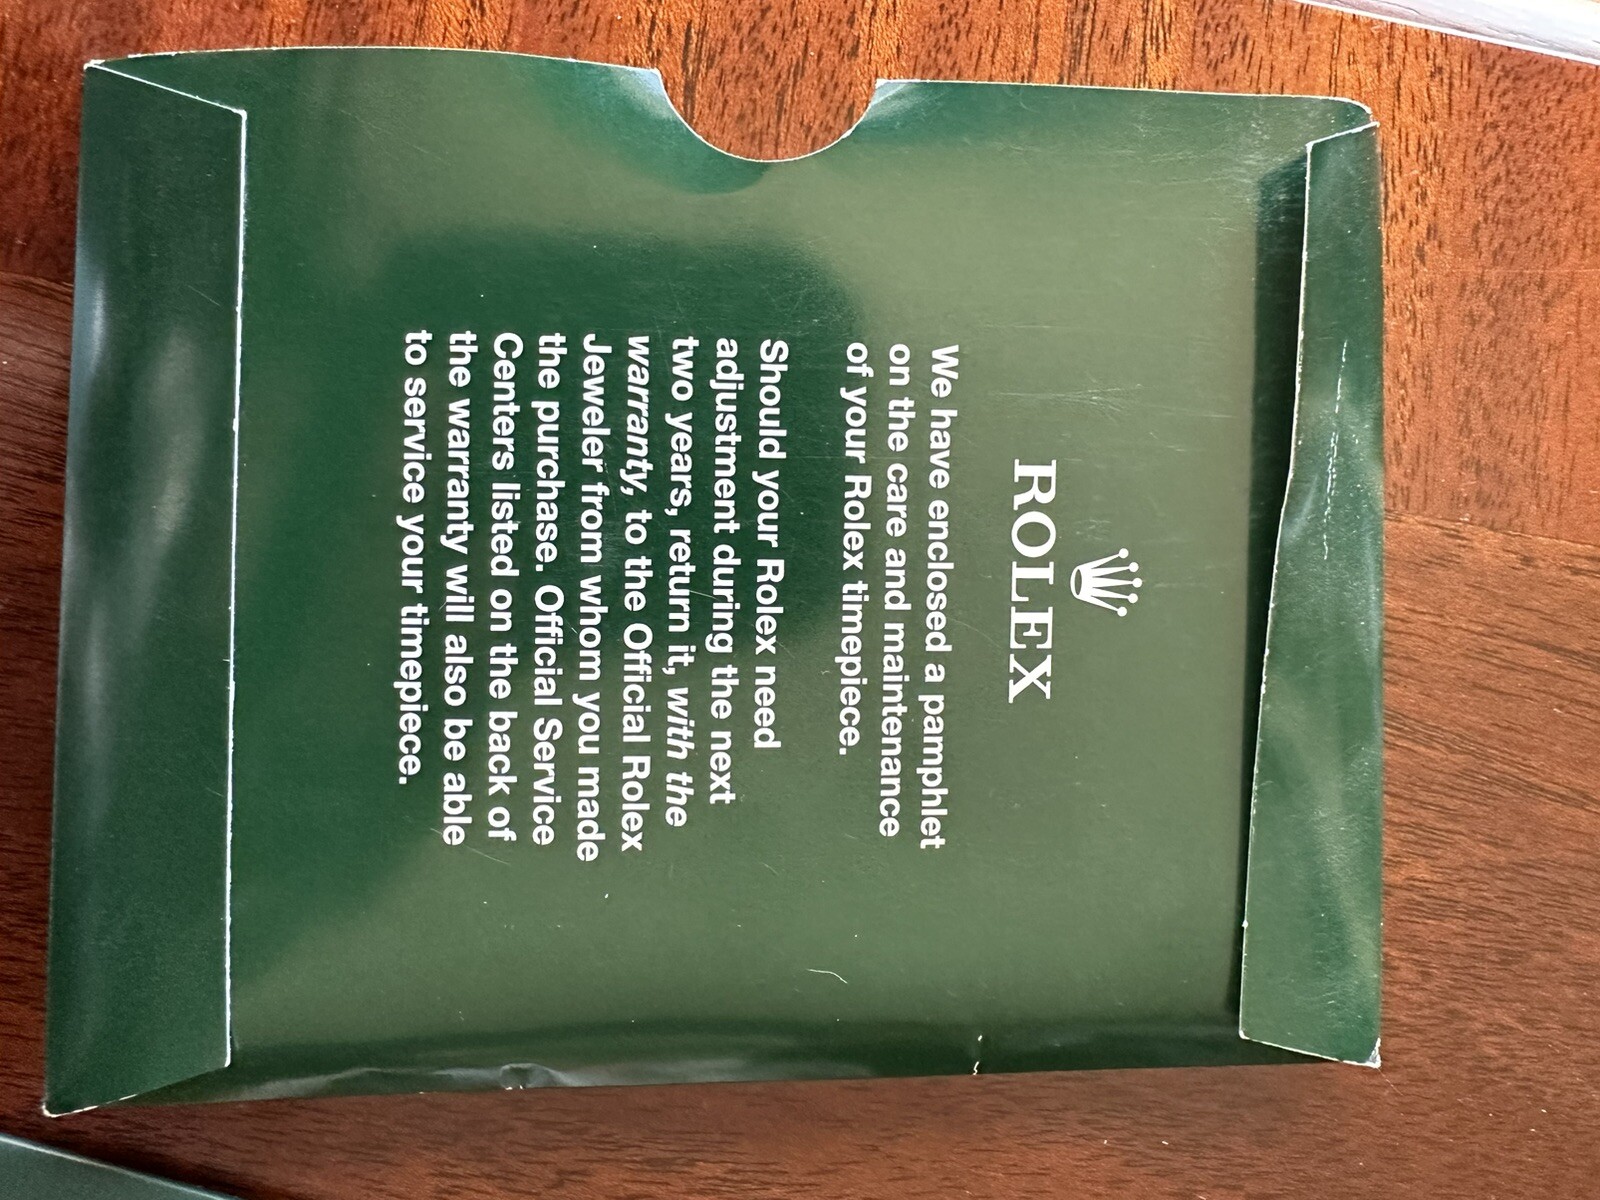 ROLEX
We have enclosed a pamphlet
on the care and maintenance
of your Rolex timepiece.
Should your Rolex need
adjustment during the next
two years, return it, with the
warranty, to the Official Rolex
Jeweler from whom you made
the purchase. Official Service
Centers listed on the back of
the warranty will also be able
to service your timepiece.